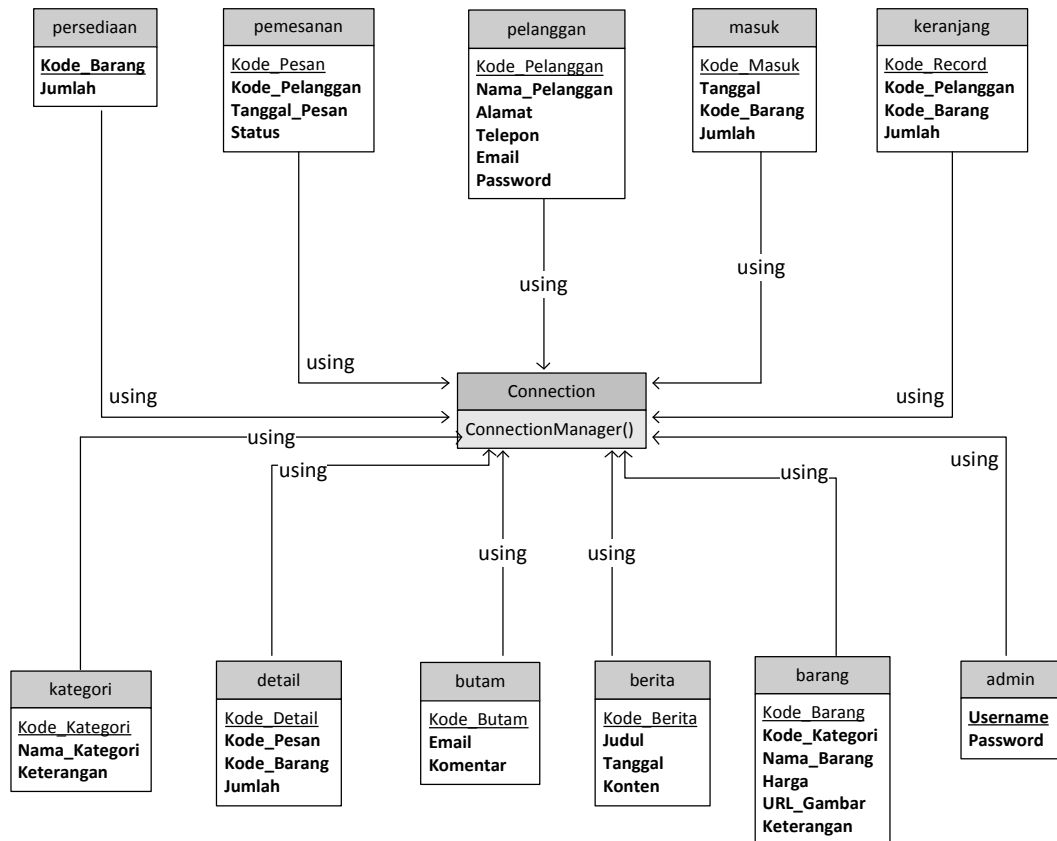 persediaan
Kode_Barang
Jumlah
pemesanan
Kode_Pesan
Kode_Pelanggan
Tanggal_Pesan
Status
pelanggan
Kode_Pelanggan
Nama_Pelanggan
Alamat
Telepon
Email
Password
masuk
Kode_Masuk
Tanggal
Kode_Barang
Jumlah
keranjang
Kode_Record
Kode_Pelanggan
Kode_Barang
Jumlah
using
using
using
using
using
Connection
ConnectionManager()
using
using
using
using
using
using
kategori
Kode_Kategori
Nama_Kategori
Keterangan
detail
Kode_Detail
Kode_Pesan
Kode_Barang
Jumlah
butam
Kode_Butam
Email
Komentar
berita
Kode_Berita
Judul
Tanggal
Konten
barang
Kode_Barang
Kode_Kategori
Nama_Barang
Harga
URL_Gambar
Keterangan
admin
Username
Password